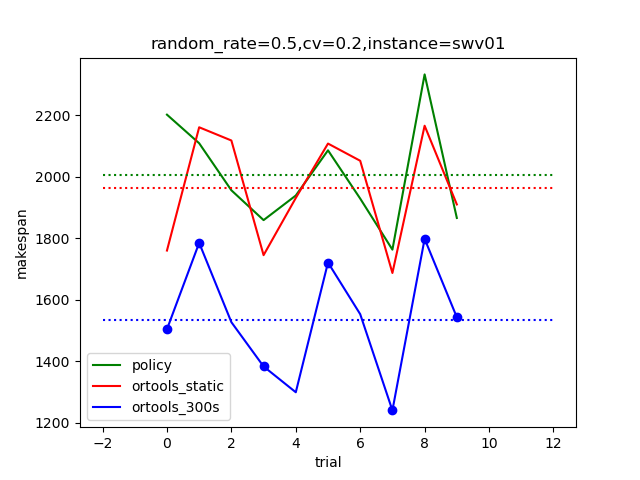 random_rate=0.5,cv=0.2,instance=swv01
makespan
2200
2000
1800
1600
1400
1200
policy
ortools_static
ortools_300s
−2 0 2 4 6 8 10 12
trial